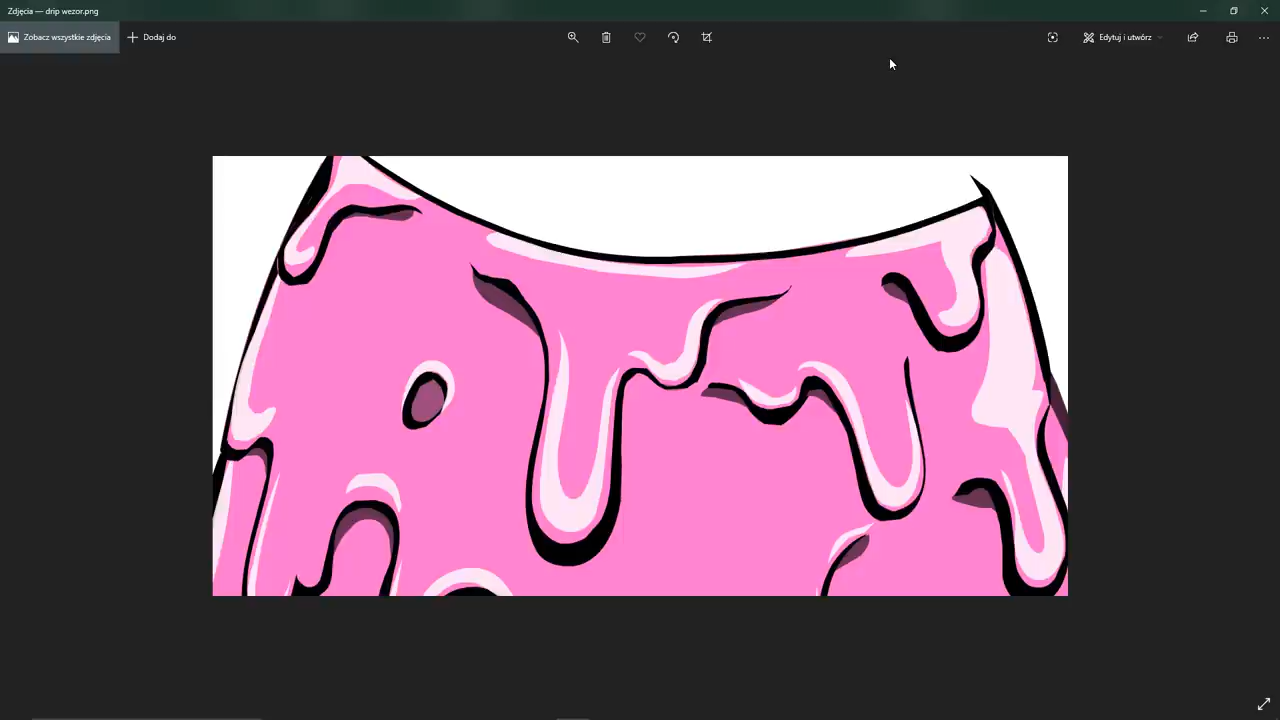 Zdjęcia — drip wezor.png
Zobacz wszystkie zdjęcia
Dodaj do
Edytuj i utwórz